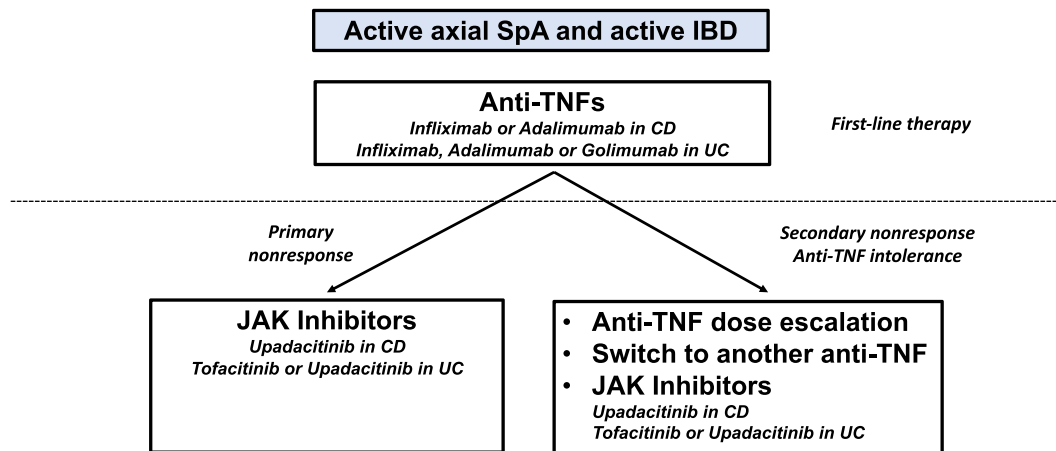 Active axial SpA and active IBD
Anti-TNFs
Infliximab or Adalimumab in CD
Infliximab, Adalimumab or Golimumab in UC
First-line therapy
Primary
nonresponse
Secondary nonresponse
Anti-TNF intolerance
JAK Inhibitors
Upadacitinib in CD
Tofacitinib or Upadacitinib in UC
• Anti-TNF dose escalation
• Switch to another anti-TNF
• JAK Inhibitors
Upadacitinib in CD
Tofacitinib or Upadacitinib in UC